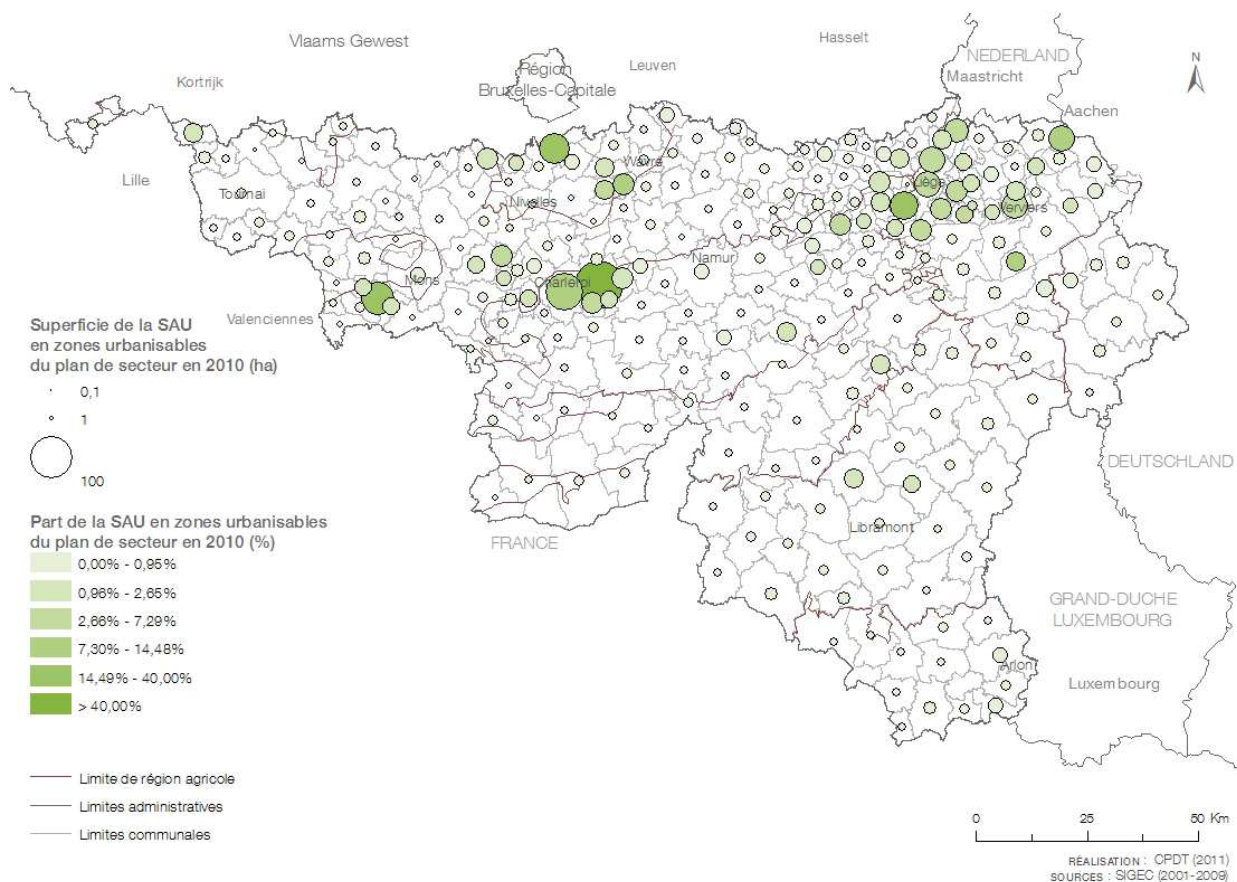 Vlaams Gewest
Hasselt
NEDERLAND
Maastricht
N
Kortrijk
Région
Bruxelles-Capitale
Leuven
Aachen
Lille
Tournai
Wavre
Liège
Nivelles
Verviers
Namur
Mons
Charleroi
Valenciennes
Superficie de la SAU
en zones urbanisables
du plan de secteur en 2010 (ha)
0,1
1
100
Part de la SAU en zones urbanisables
du plan de secteur en 2010 (%)
0,00% - 0,95%
0,96% - 2,65%
2,66% - 7,29%
7,30% - 14,48%
14,49% - 40,00%
> 40,00%
FRANCE
Libramont
DEUTSCHLAND
GRAND-DUCHE
LUXEMBOURG
Arlon
Luxembourg
Limite de région agricole
Limites administratives
Limites communales
0 25 50 Km
RÉALISATION : CPDT (2011)
SOURCES : SIGEC (2001-2009)